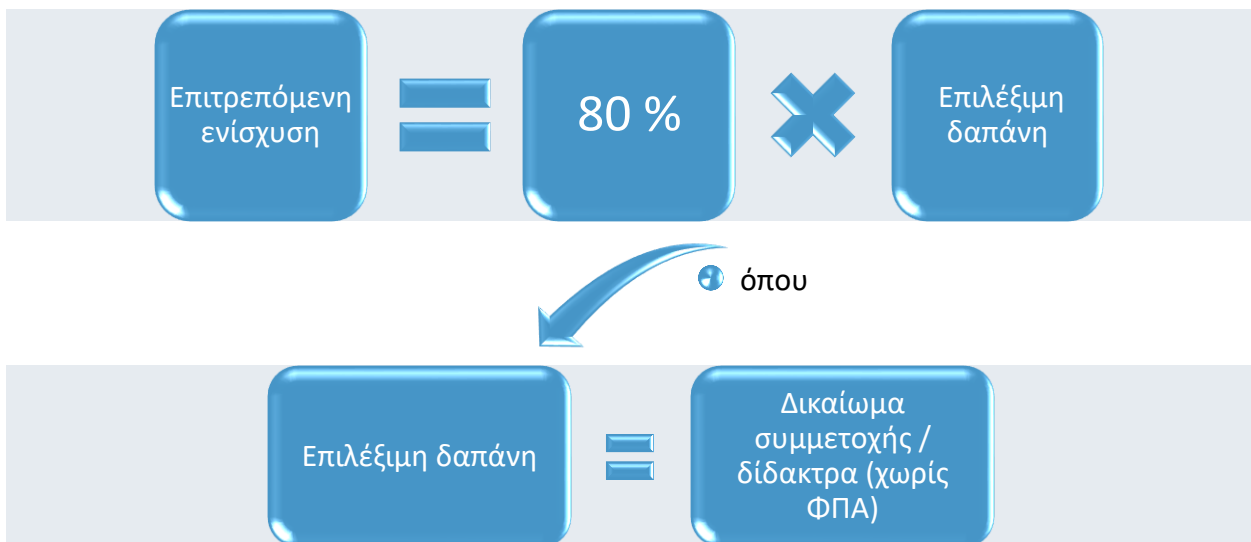 Επιτρεπόμενη
ενίσχυση
80 %
Επιλέξιμη
δαπάνη
όπου
Επιλέξιμη δαπάνη
Δικαίωμα
συμμετοχής /
δίδακτρα (χωρίς
ΦΠΑ)